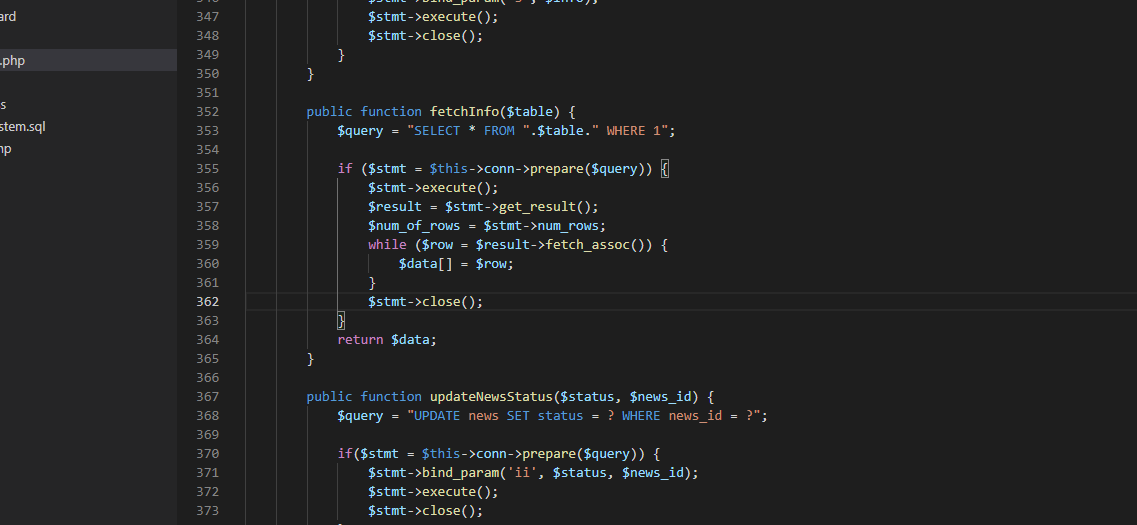 ard
.php
s
stem.sql
np
347 $stmt->execute();
348 $stmt->close();
349 }
350 }
351
352 public function fetchInfo($table) {
353 $query = "SELECT * FROM ".$table." WHERE 1";
354
355 if ($stmt = $this->conn->prepare($query)) {
356 $stmt->execute();
357 $result = $stmt->get_result();
358 $num_of_rows = $stmt->num_rows;
359 while ($row = $result->fetch_assoc()) {
360 $data[] = $row;
361 }
362 $stmt->close();
363 }
364 return $data;
365 }
366
367 public function updateNewsStatus($status, $news_id) {
368 $query = "UPDATE news SET status = ? WHERE news_id = ?";
369
370 if($stmt = $this->conn->prepare($query)) {
371 $stmt->bind_param('ii', $status, $news_id);
372 $stmt->execute();
373 $stmt->close();